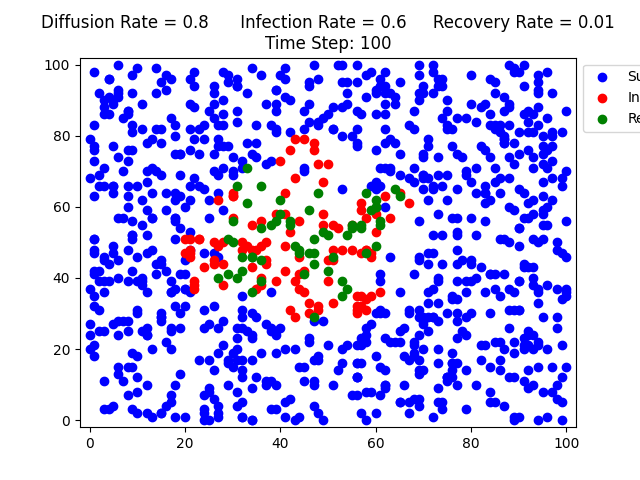 Diffusion Rate = 0.8 Infection Rate = 0.6 Recovery Rate = 0.01
Time Step: 100
100
80
60
40
20
0
0 20 40 60 80 100
Su
In
Re